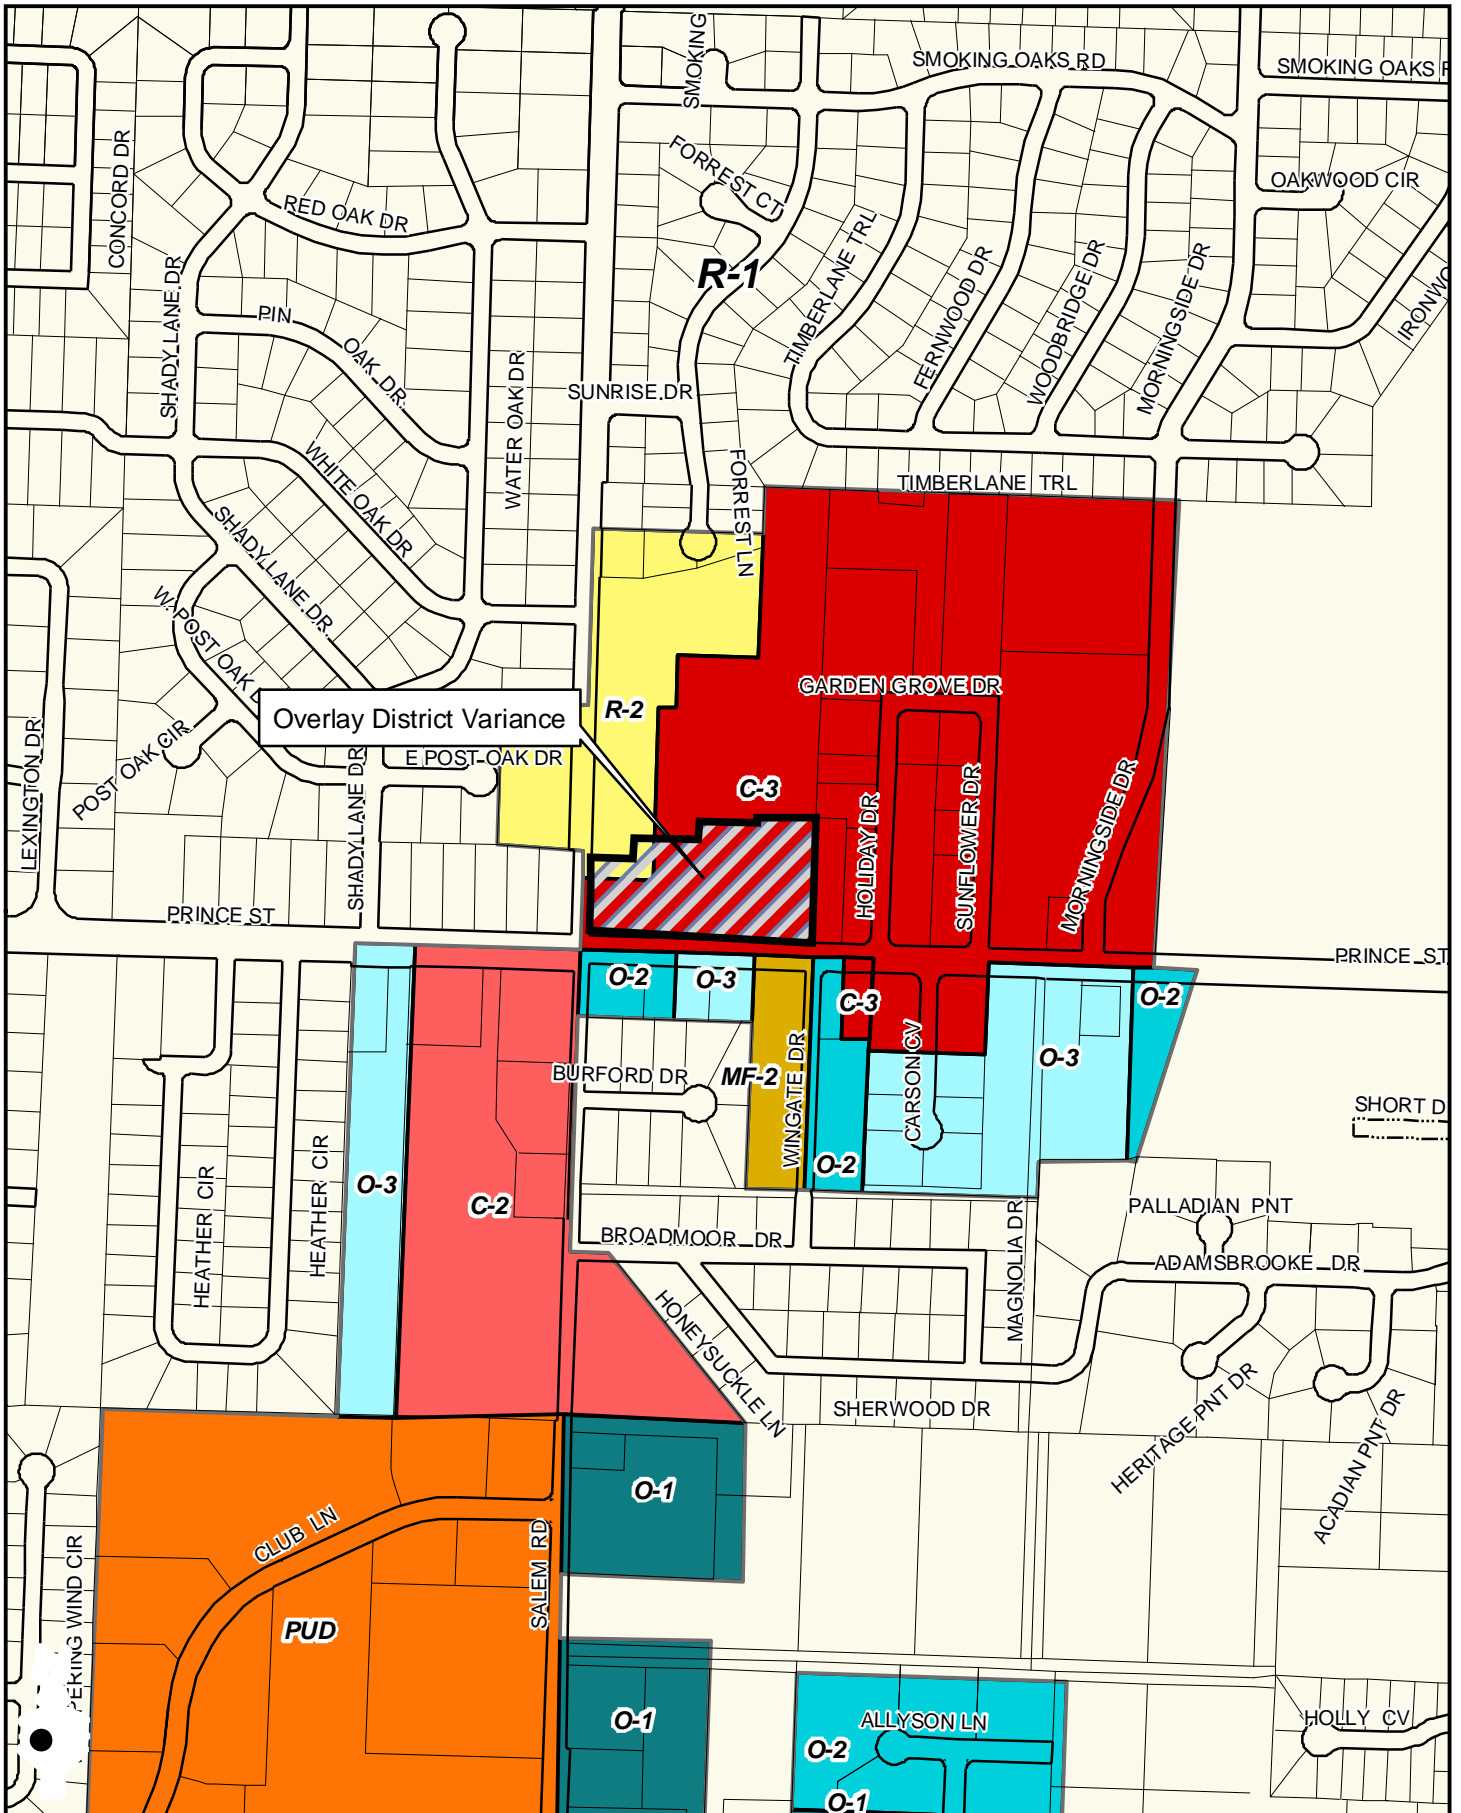 SMOKING
SMOKING OAKS RD
SMOKING OAKS R
CONCORD DR
FORREST CT
OAKWOOD CIR
RED OAK DR
TIMBERLANE TRL
R-1
SHADY LANE DR
FERNWOOD DR
WOODBRIDGE DR
MORNINGSIDE DR
IRONWO
PIN
OAK DR
SUNRISE DR
WATER OAK DR
WHITE OAK DR
FORREST LN
TIMBERLANE TRL
SHADY LANE DR
W. POST OAK D
GARDEN GROVE DR
R-2
Overlay District Variance
E POST OAK DR
POST OAK CIR
LEXINGTON DR
SHADY LANE DR
C-3
HOLIDAY DR
SUNFLOWER DR
MORNINGSIDE DR
PRINCE ST
PRINCE ST
O-2
O-3
C-3
O-2
CARSON CV
WINGATE DR
O-3
BURFORD DR
MF-2
SHORT D
O-2
HEATHER CIR
HEATHER CIR
O-3
C-2
PALLADIAN PNT
BROADMOOR DR
MAGNOLIA DR
ADAMSBROOKE DR
HONEYSUCKLE LN
SHERWOOD DR
HERITAGE PNT DR
ACADIAN PNT DR
O-1
CLUB LN
SALEM RD
PERING WIND CIR
PUD
O-1
ALLYSON LN
HOLLY CV
O-2
O-1